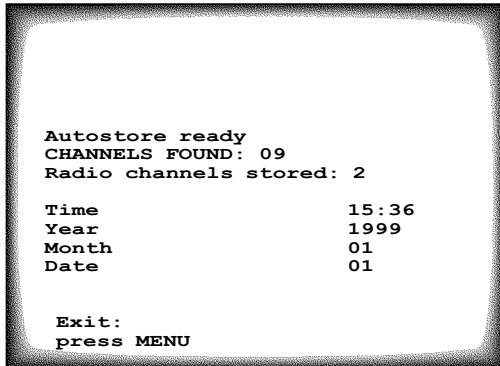 Autostore ready
CHANNELS FOUND: 09
Radio channels stored: 2
Time 15:36
Year 1999
Month 01
Date 01
Exit:
press MENU